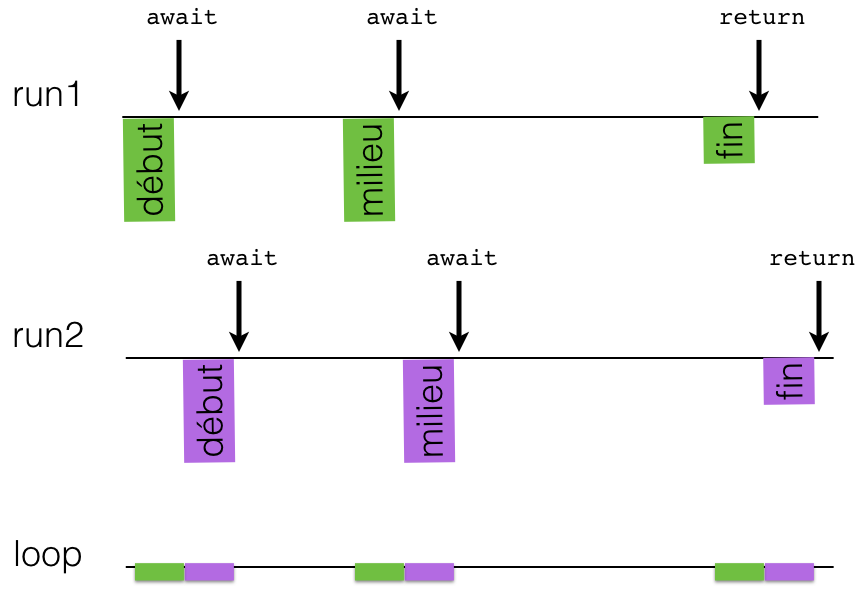 await await return
run1
début milieu fin
await await return
run2
début milieu fin
loop